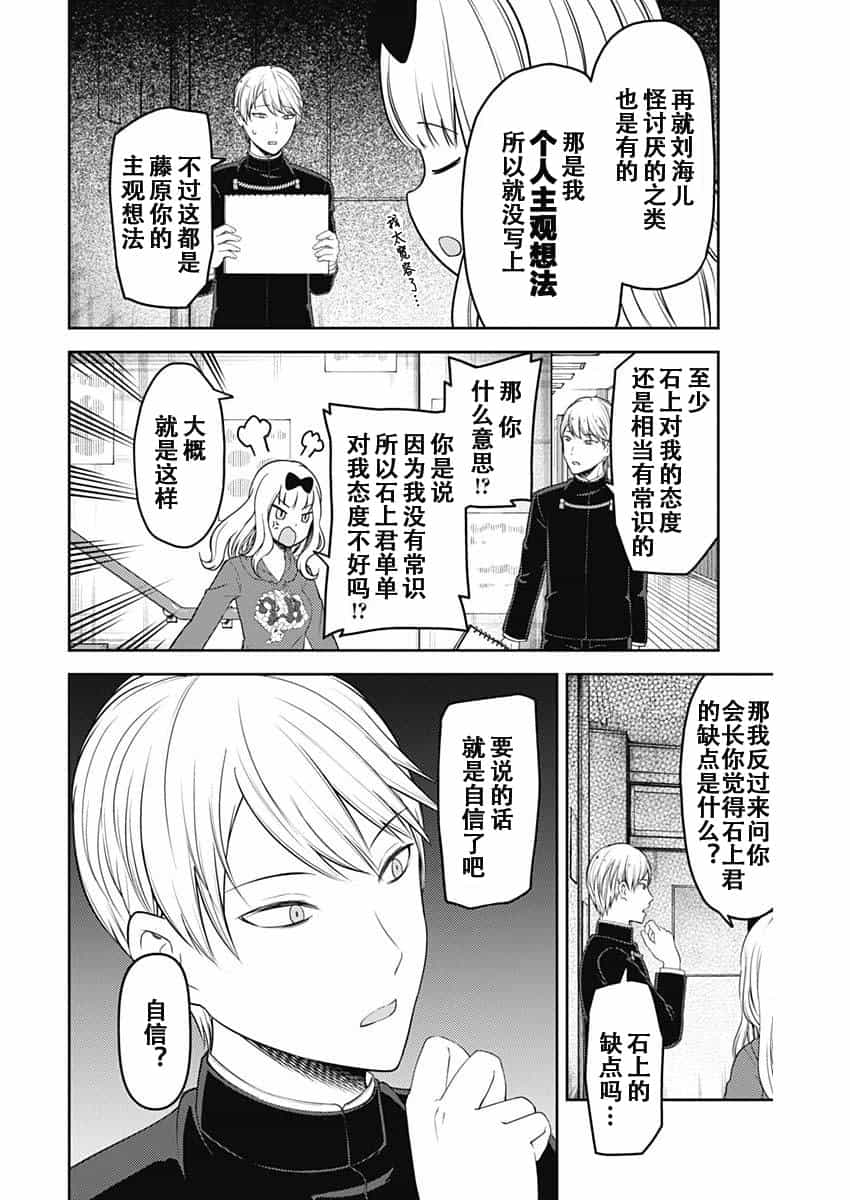 再就刘海儿
怪讨厌的之类
也是有的
那是我
个人主观想法
所以就没写上
我太宽容了…
不过这都是
藤原你的
主观想法
至少
石上对我的态度
还是相当有常识的
那 你
什么意思!?
你是说
因为我没有常识
所以石上君单单
对我态度不好吗!?
大概
就是这样
那我反过来问你
会长你觉得石上君
的缺点是什么?
石上的
缺点吗…
要说的话
就是自信了吧
自信?